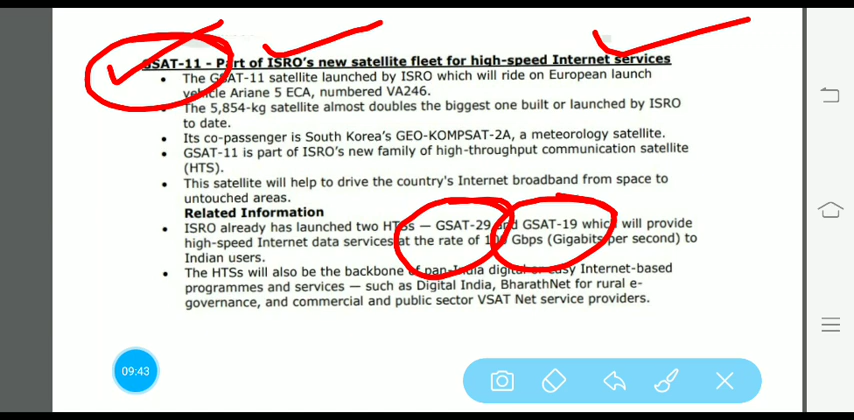 GSAT-11 - Part of ISRO's new satellite fleet for high-speed Internet services
• The GSAT-11 satellite launched by ISRO which will ride on European launch
vehicle Ariane 5 ECA, numbered VA246.
• The 5,854-kg satellite almost doubles the biggest one built or launched by ISRO
to date.
• Its co-passenger is South Korea's GEO-KOMPSAT-2A, a meteorology satellite.
• GSAT-11 is part of ISRO's new family of high-throughput communication satellite
(HTS).
• This satellite will help to drive the country's Internet broadband from space to
untouched areas.
Related Information
• ISRO already has launched two HTSs — GSAT-29 and GSAT-19 which will provide
high-speed Internet data services at the rate of Gbps (Gigabits per second) to
Indian users.
• The HTSs will also be the backbone of pan-India digital or easy Internet-based
programmes and services — such as Digital India, BharathNet for rural e-
governance, and commercial and public sector VSAT Net service providers.
09:43